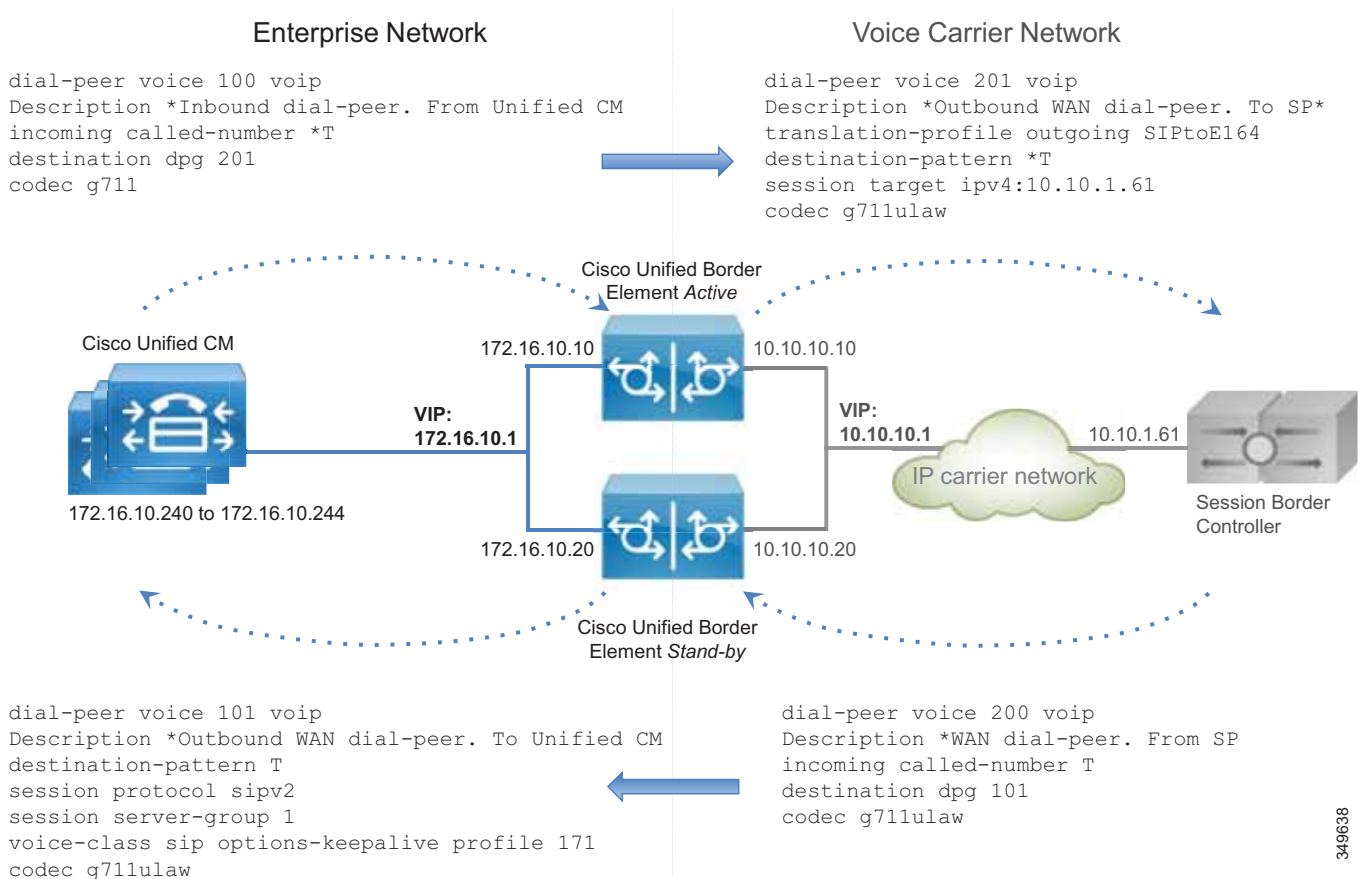 Enterprise Network
Voice Carrier Network
dial-peer voice 100 voip
Description *Inbound dial-peer. From Unified CM
incoming called-number *T
destination dpg 201
codec g711
dial-peer voice 201 voip
Description *Outbound WAN dial-peer. To SP*
translation-profile outgoing SIPtoE164
destination-pattern *T
session target ipv4:10.10.1.61
codec g711ulaw
Cisco Unified Border
Element Active
Cisco Unified CM
172.16.10.10
10.10.10.10
VIP:
172.16.10.1
VIP:
10.10.10.1
10.10.1.61
IP carrier network
172.16.10.240 to 172.16.10.244
Session Border
Controller
172.16.10.20
10.10.10.20
Cisco Unified Border
Element Stand-by
dial-peer voice 101 voip
Description *Outbound WAN dial-peer. To Unified CM
destination-pattern T
session protocol sipv2
session server-group 1
voice-class sip options-keepalive profile 171
codec g711ulaw
dial-peer voice 200 voip
Description *WAN dial-peer. From SP
incoming called-number T
destination dpg 101
codec g711ulaw
349638